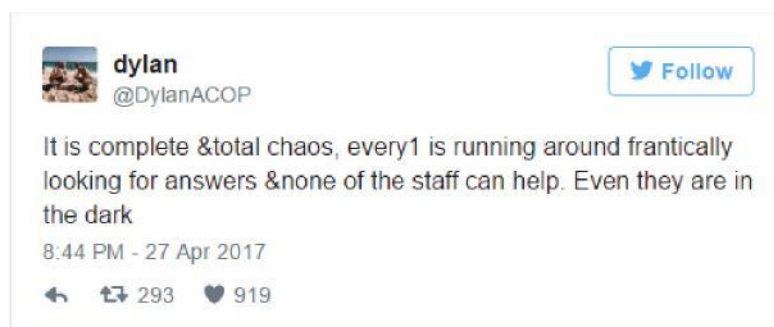 dylan
@DylanACOP
Follow
It is complete &total chaos, every1 is running around frantically
looking for answers &none of the staff can help. Even they are in
the dark
8:44 PM - 27 Apr 2017
293 919